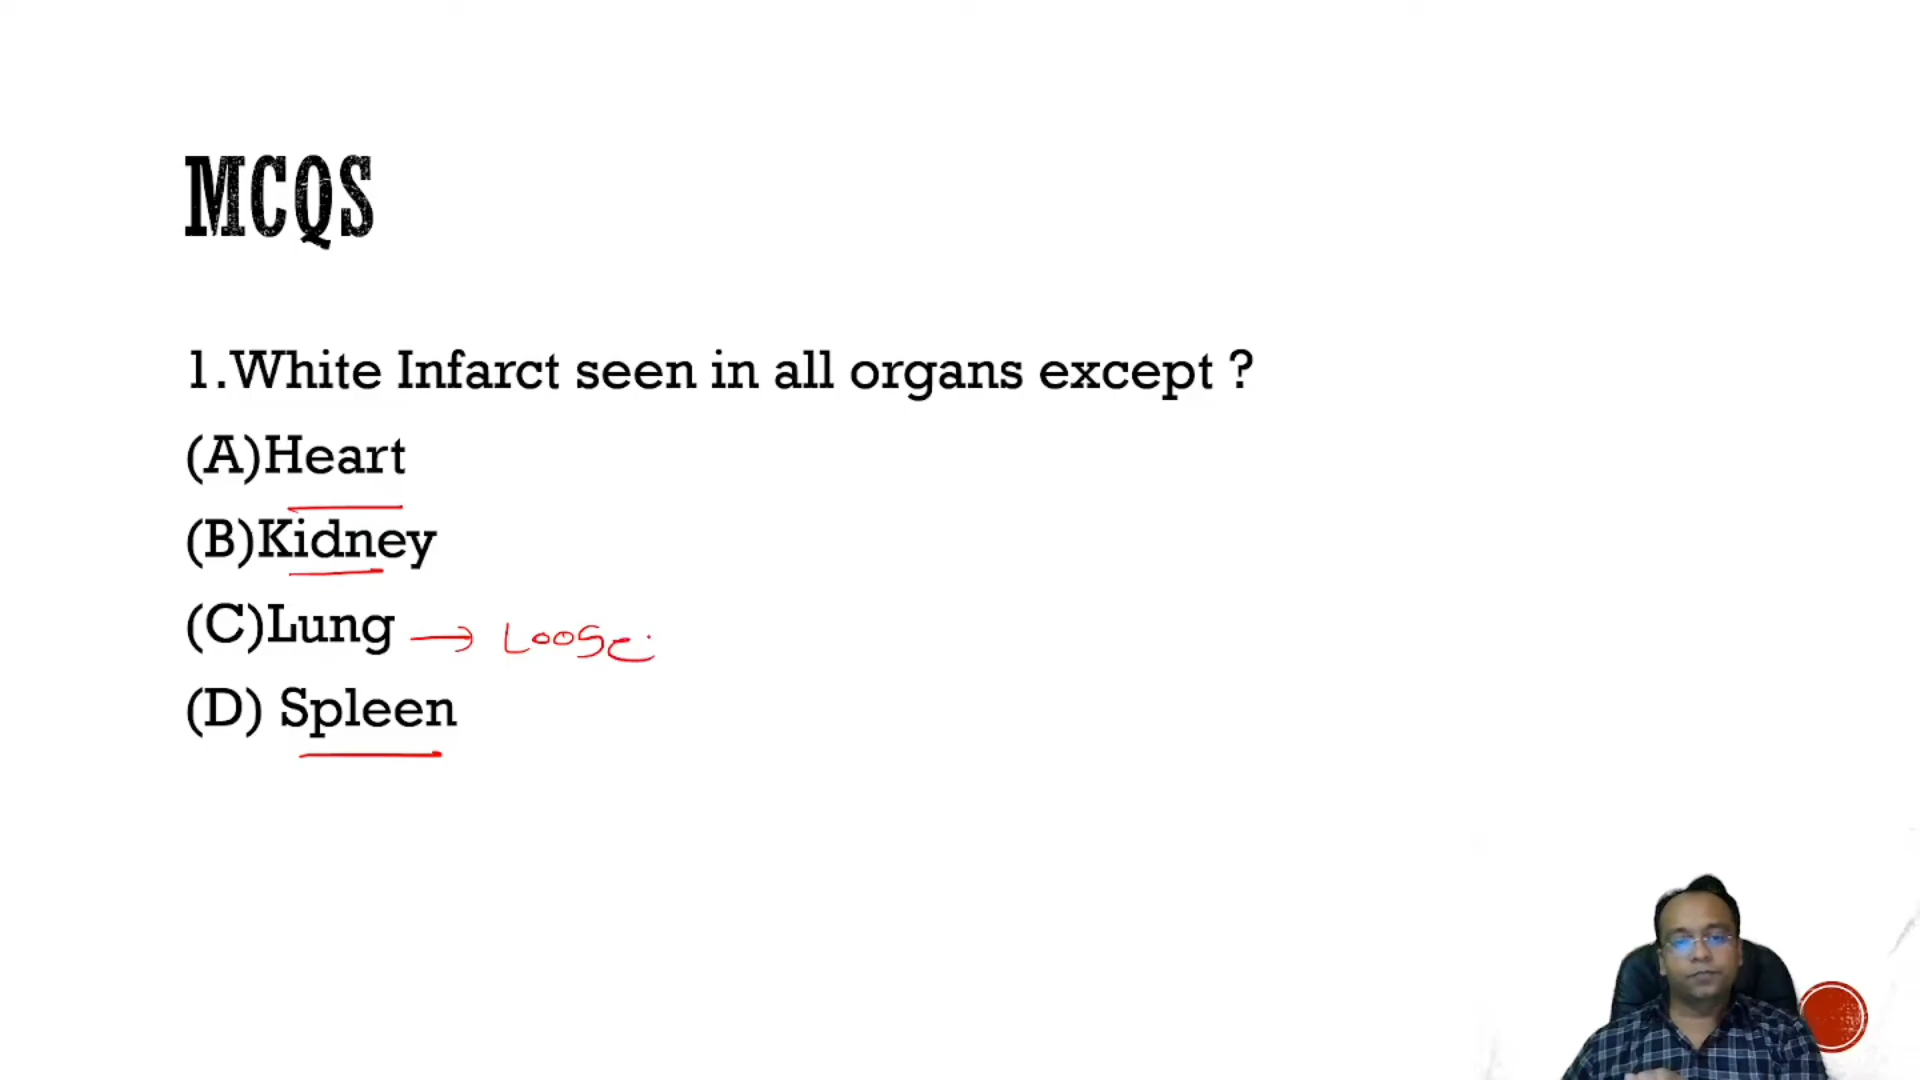 MCQS
1.White Infarct seen in all organs except ?
(A)Heart
(B)Kidney
(C)Lung → Loose
(D) Spleen